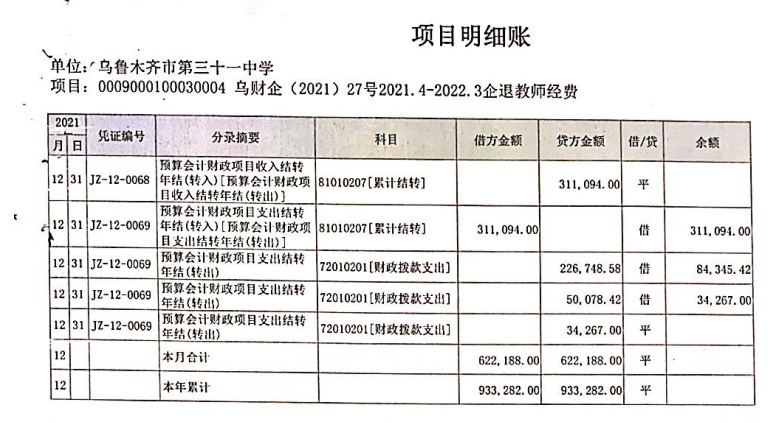 项目明细账
单位：乌鲁木齐市第三十一中学
项目：0009000100030004 乌财企（2021）27号2021.4-2022.3企退教师经费
2021 凭证编号 分录摘要 科目 借方金额 贷方金额 借/贷 余额
月 日
12 31 JZ-12-0068 预算会计财政项目收入结转年结(转入)[预算会计财政项目收入结转年结(转出)] 81010207[累计结转] 311,094.00 平
12 31 JZ-12-0069 预算会计财政项目支出结转年结(转入)[预算会计财政项目支出结转年结(转出)] 81010207[累计结转] 311,094.00 借 311,094.00
12 31 JZ-12-0069 预算会计财政项目支出结转年结(转出) 72010201[财政拨款支出] 226,748.58 借 84,345.42
12 31 JZ-12-0069 预算会计财政项目支出结转年结(转出) 72010201[财政拨款支出] 50,078.42 借 34,267.00
12 31 JZ-12-0069 预算会计财政项目支出结转年结(转出) 72010201[财政拨款支出] 34,267.00 平
12 本月合计 622,188.00 622,188.00 平
12 本年累计 933,282.00 933,282.00 平